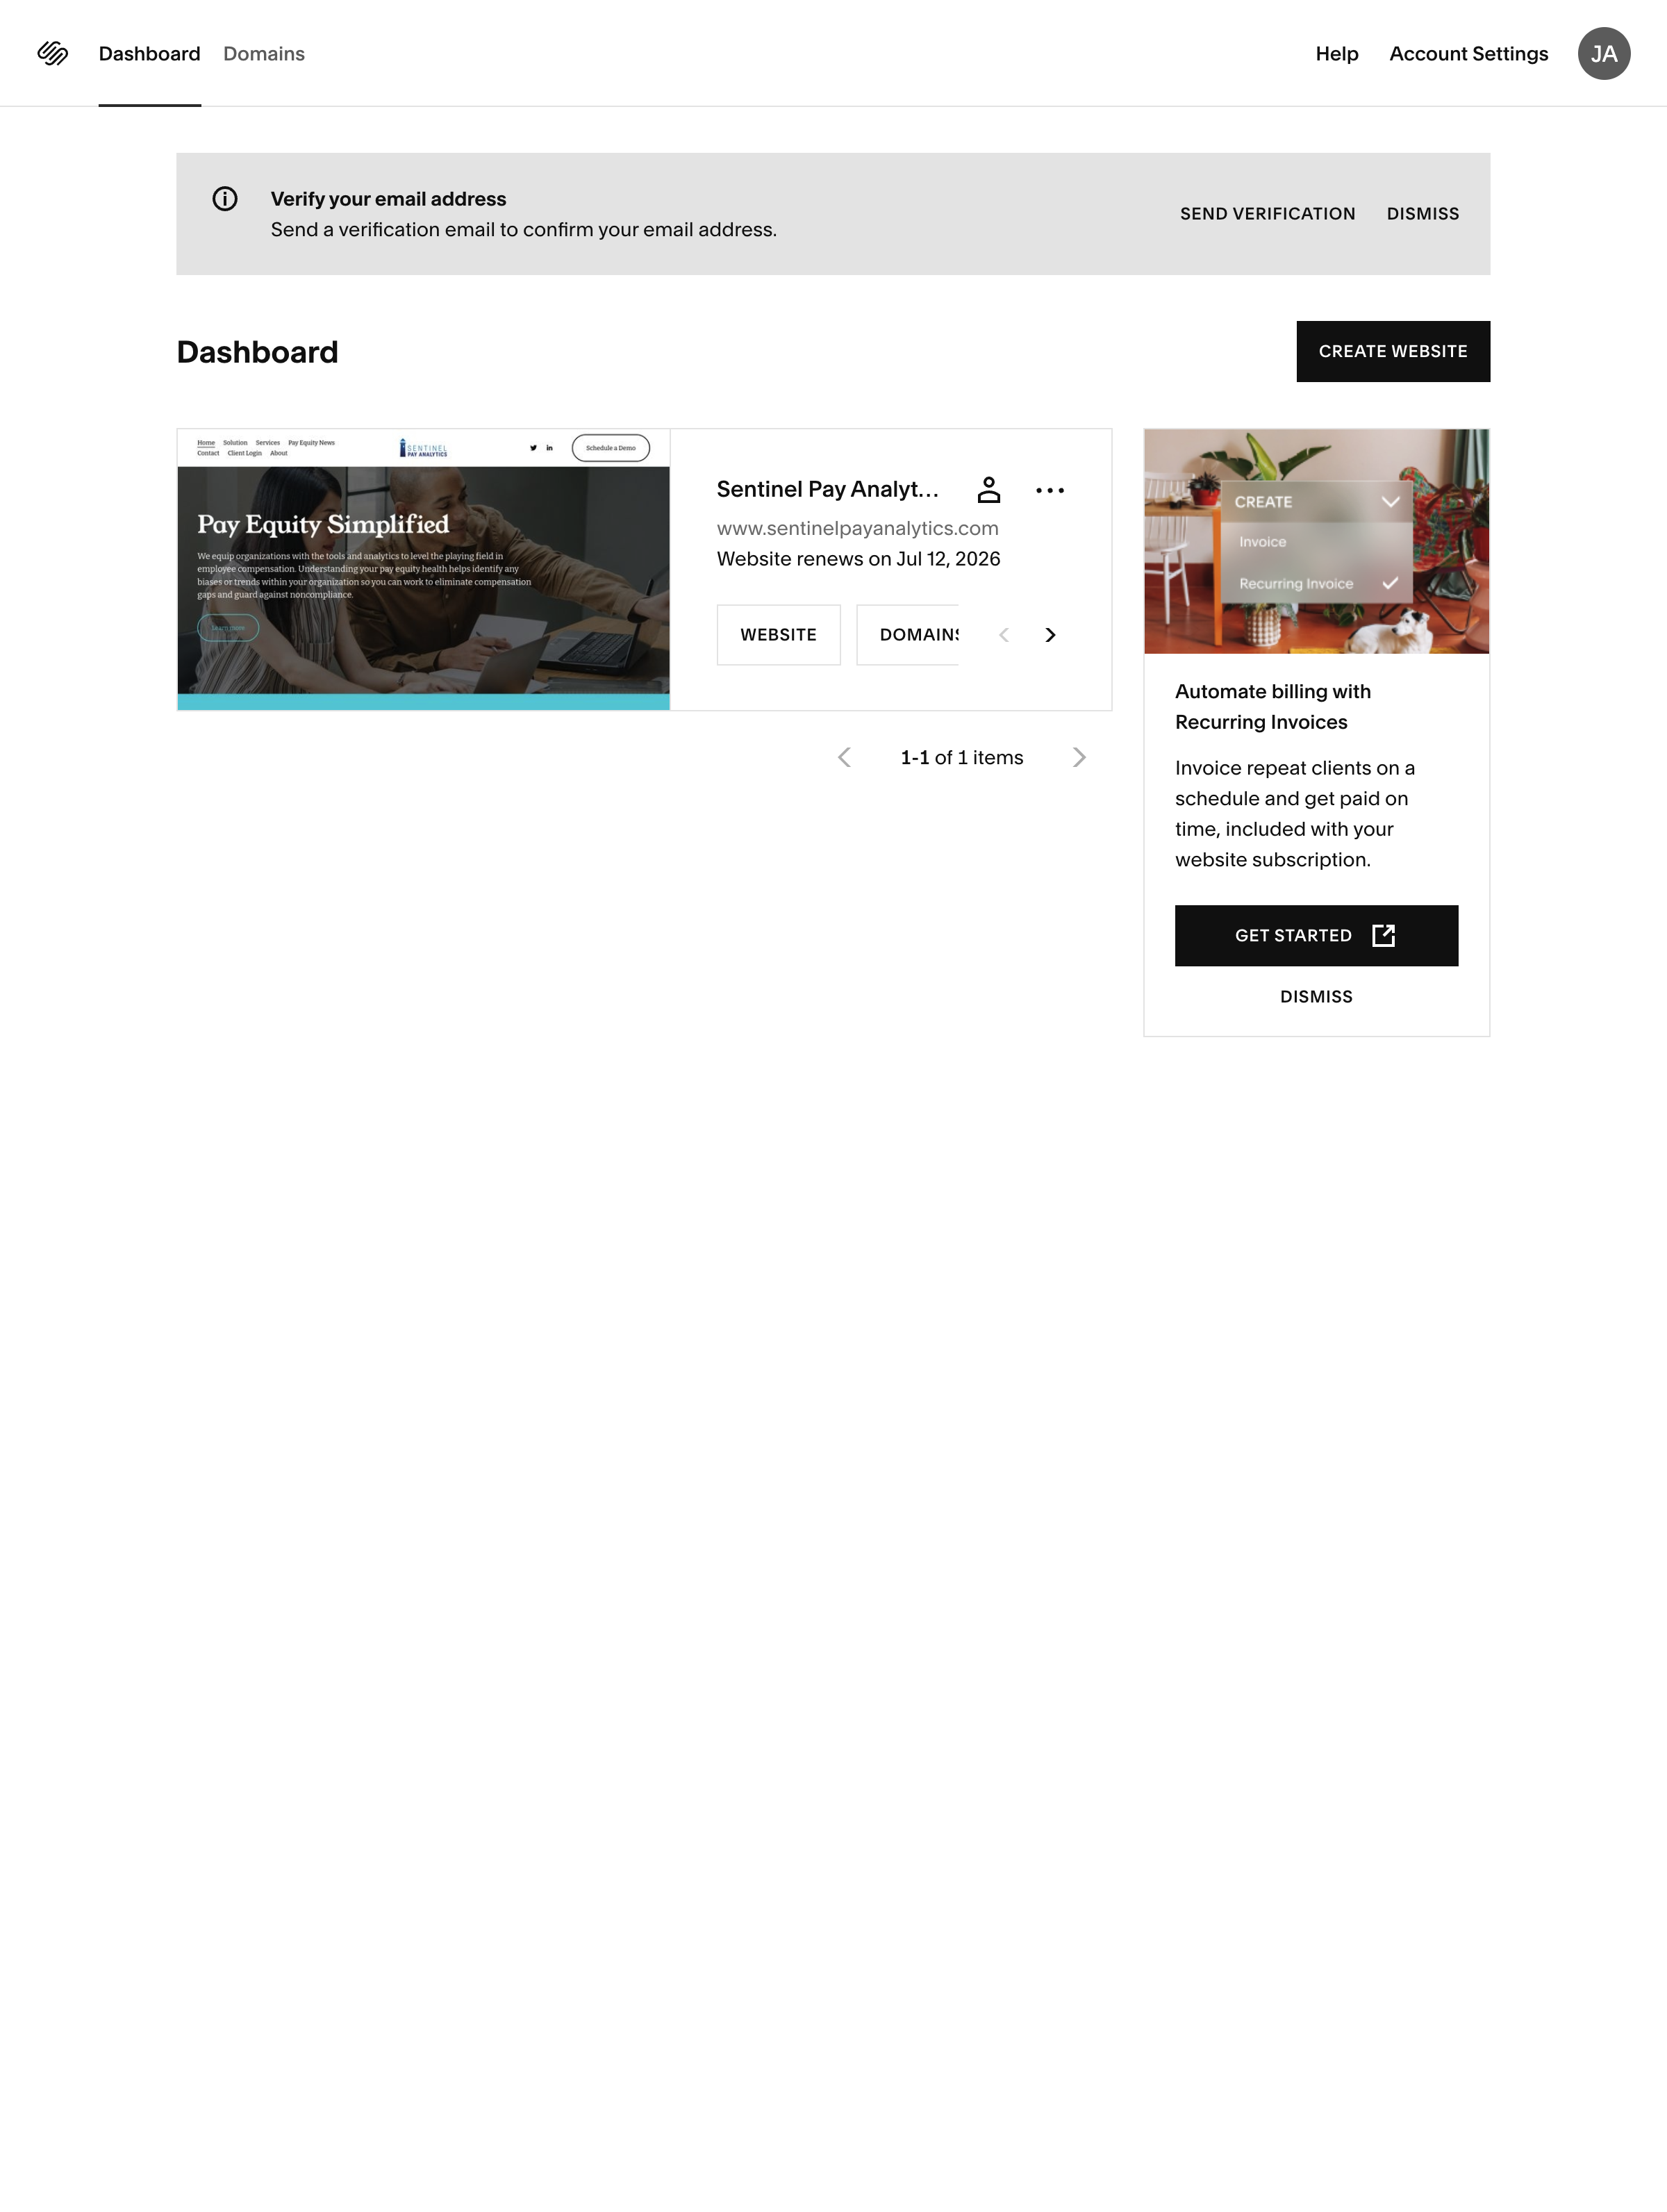 Dashboard Domains Help Account Settings JA
Verify your email address
Send a verification email to confirm your email address.
SEND VERIFICATION DISMISS
Dashboard
CREATE WEBSITE
Home Solution Services Pay Equity News
Contact Client Login About
SENTINEL
PAY ANALYTICS
Schedule a Demo
Pay Equity Simplified
We equip organizations with the tools and analytics to level the playing field in
employee compensation. Understanding your pay equity health helps identify any
biases or trends within your organization so you can work to eliminate compensation
gaps and guard against noncompliance.
Learn more
Sentinel Pay Analyt...
www.sentinelpayanalytics.com
Website renews on Jul 12, 2026
WEBSITE DOMAINS
1-1 of 1 items
CREATE
Invoice
Recurring Invoice
Automate billing with
Recurring Invoices
Invoice repeat clients on a
schedule and get paid on
time, included with your
website subscription.
GET STARTED
DISMISS